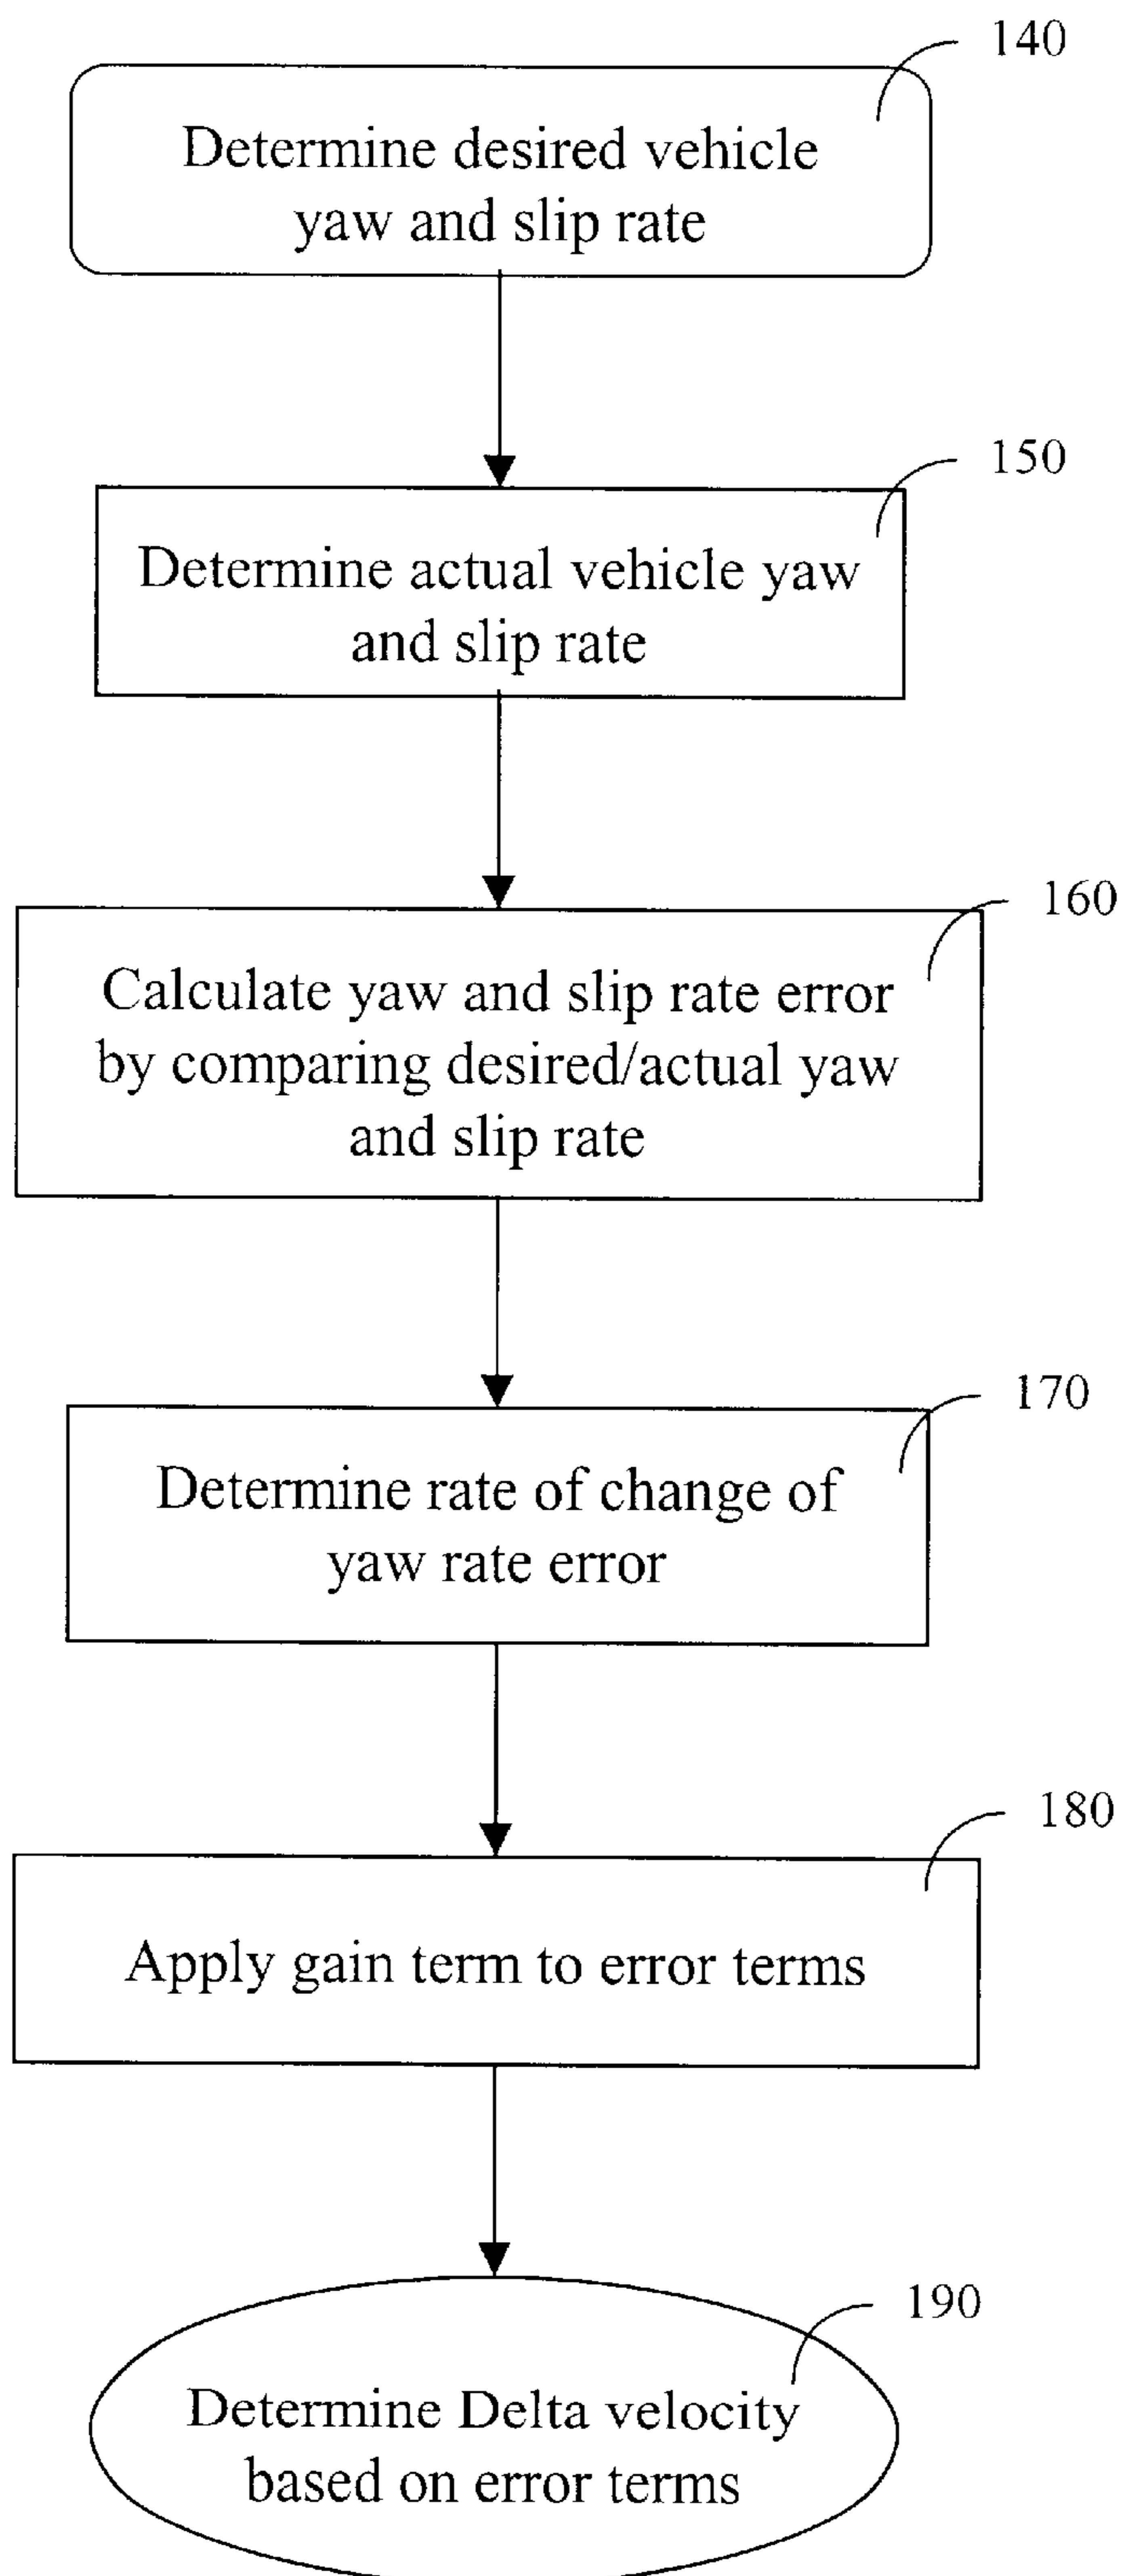 140
Determine desired vehicle
yaw and slip rate
150
Determine actual vehicle yaw
and slip rate
160
Calculate yaw and slip rate error
by comparing desired/actual yaw
and slip rate
170
Determine rate of change of
yaw rate error
180
Apply gain term to error terms
190
Determine Delta velocity
based on error terms